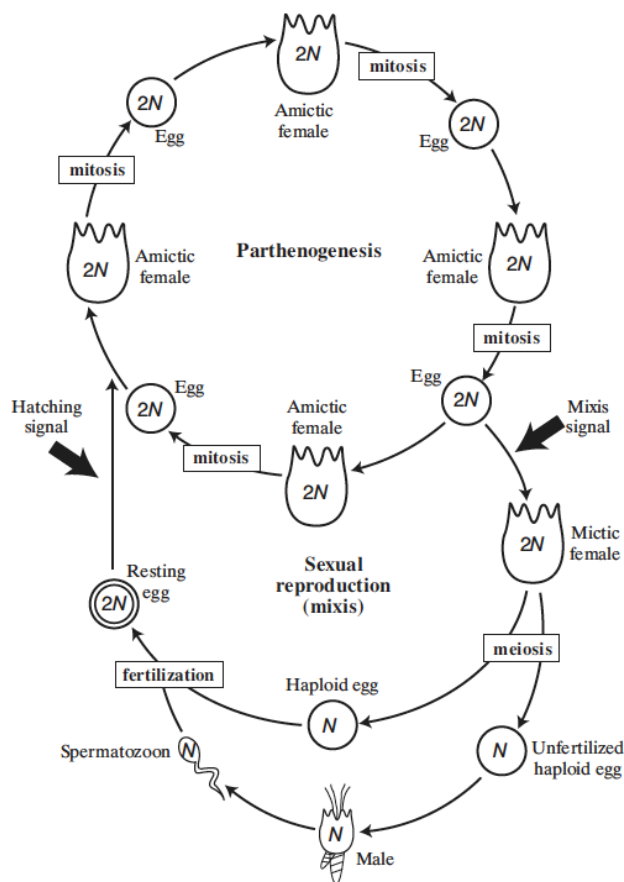 2N
mitosis
Amictic
female
2N
Egg
2N
Egg
mitosis
2N
Amictic
female
Parthenogenesis
Amictic
female
2N
mitosis
Egg
2N
Egg
2N
Amictic
female
2N
mitosis
Hatching
signal
Mixis
signal
2N
Mictic
female
Sexual
reproduction
(mixis)
Resting
egg
2N
meiosis
fertilization
Haploid egg
N
Spermatozoon
N
N
Unfertilized
haploid egg
N
Male